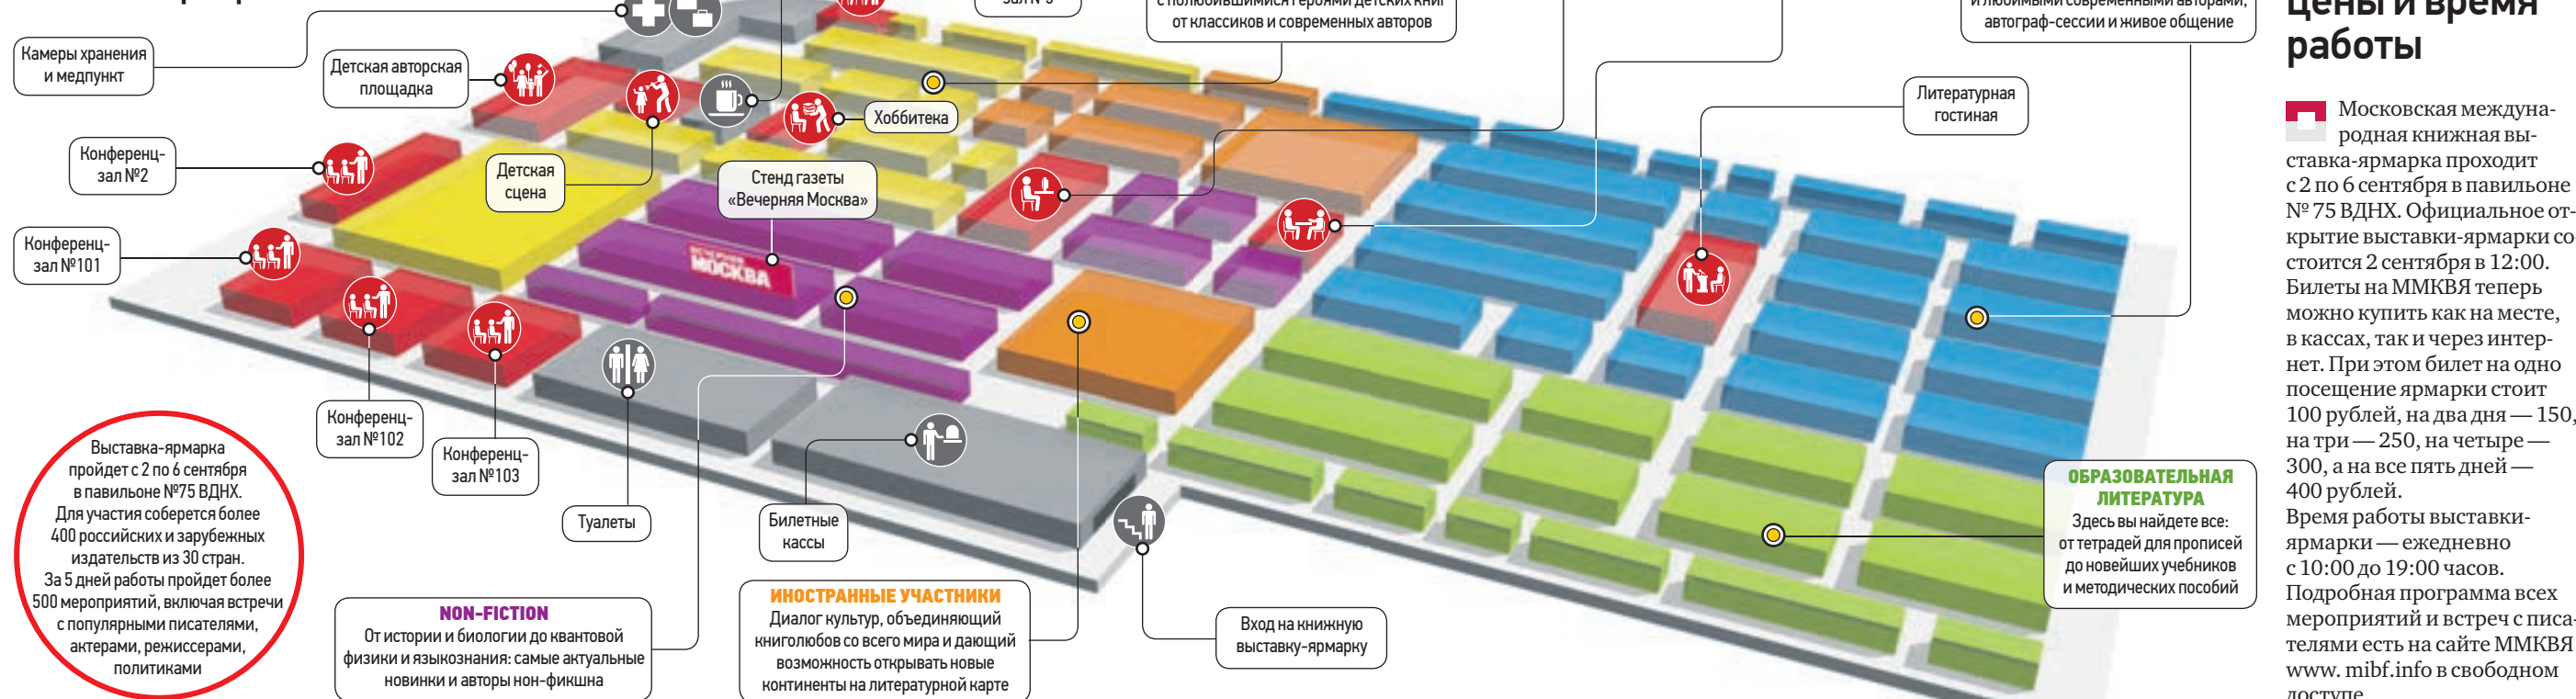 зал №3
с полюбившимися героями детских книг
от классиков и современных авторов
и любимыми современными авторами,
автограф-сессии и живое общение
Камеры хранения
и медпункт
Детская авторская
площадка
Хоббитека
Литературная
гостиная
Конференц-
зал №2
Детская
сцена
Стенд газеты
«Вечерняя Москва»
ВЕЧЕРНЯЯ
МОСКВА
Конференц-
зал №101
Конференц-
зал №102
Конференц-
зал №103
Туалеты
Билетные
кассы
Выставка-ярмарка
пройдет с 2 по 6 сентября
в павильоне №75 ВДНХ.
Для участия соберется более
400 российских и зарубежных
издательств из 30 стран.
За 5 дней работы пройдет более
500 мероприятий, включая встречи
с популярными писателями,
актерами, режиссерами,
политиками
NON-FICTION
От истории и биологии до квантовой
физики и языкознания: самые актуальные
новинки и авторы нон-фикшна
ИНОСТРАННЫЕ УЧАСТНИКИ
Диалог культур, объединяющий
книголюбов со всего мира и дающий
возможность открывать новые
континенты на литературной карте
Вход на книжную
выставку-ярмарку
ОБРАЗОВАТЕЛЬНАЯ
ЛИТЕРАТУРА
Здесь вы найдете все:
от тетрадей для прописей
до новейших учебников
и методических пособий
цены и время
работы
Московская междуна-
родная книжная вы-
ставка-ярмарка проходит
с 2 по 6 сентября в павильоне
№ 75 ВДНХ. Официальное от-
крытие выставки-ярмарки со-
стоится 2 сентября в 12:00.
Билеты на ММКВЯ теперь
можно купить как на месте,
в кассах, так и через интер-
нет. При этом билет на одно
посещение ярмарки стоит
100 рублей, на два дня — 150,
на три — 250, на четыре —
300, а на все пять дней —
400 рублей.
Время работы выставки-
ярмарки — ежедневно
с 10:00 до 19:00 часов.
Подробная программа всех
мероприятий и встреч с писа-
телями есть на сайте ММКВЯ
www. mibf.info в свободном
доступе